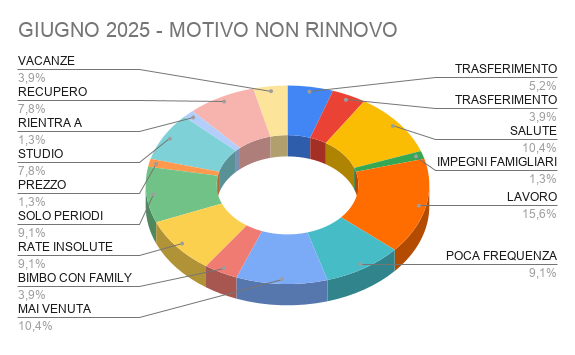 GIUGNO 2025 - MOTIVO NON RINNOVO
VACANZE
3,9%
RECUPERO
7,8%
RIENTRA A
1,3%
STUDIO
7,8%
PREZZO
1,3%
SOLO PERIODI
9,1%
RATE INSOLUTE
9,1%
BIMBO CON FAMILY
3,9%
MAI VENUTA
10,4%
TRASFERIMENTO
5,2%
TRASFERIMENTO
3,9%
SALUTE
10,4%
IMPEGNI FAMIGLIARI
1,3%
LAVORO
15,6%
POCA FREQUENZA
9,1%